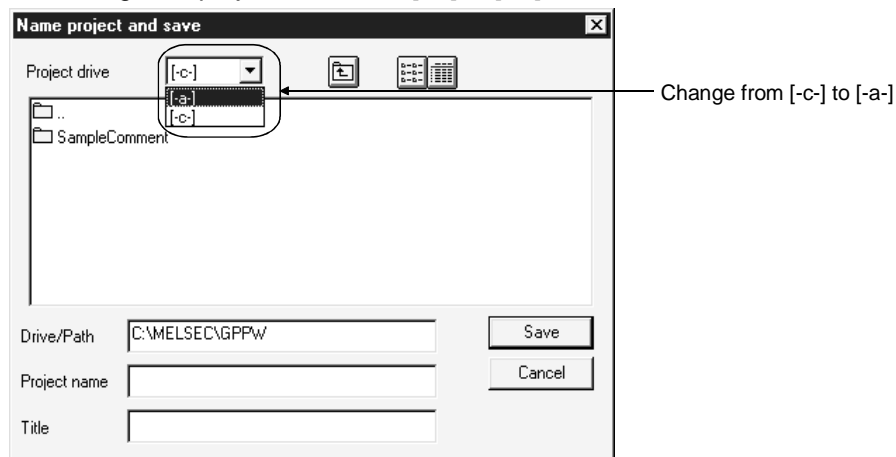 Name project and save
Project drive [-c-]
[-a-]
[-c-]
Change from [-c-] to [-a-]
..
SampleComment
Drive/Path C:\MELSEC\GPPW Save
Project name Cancel
Title